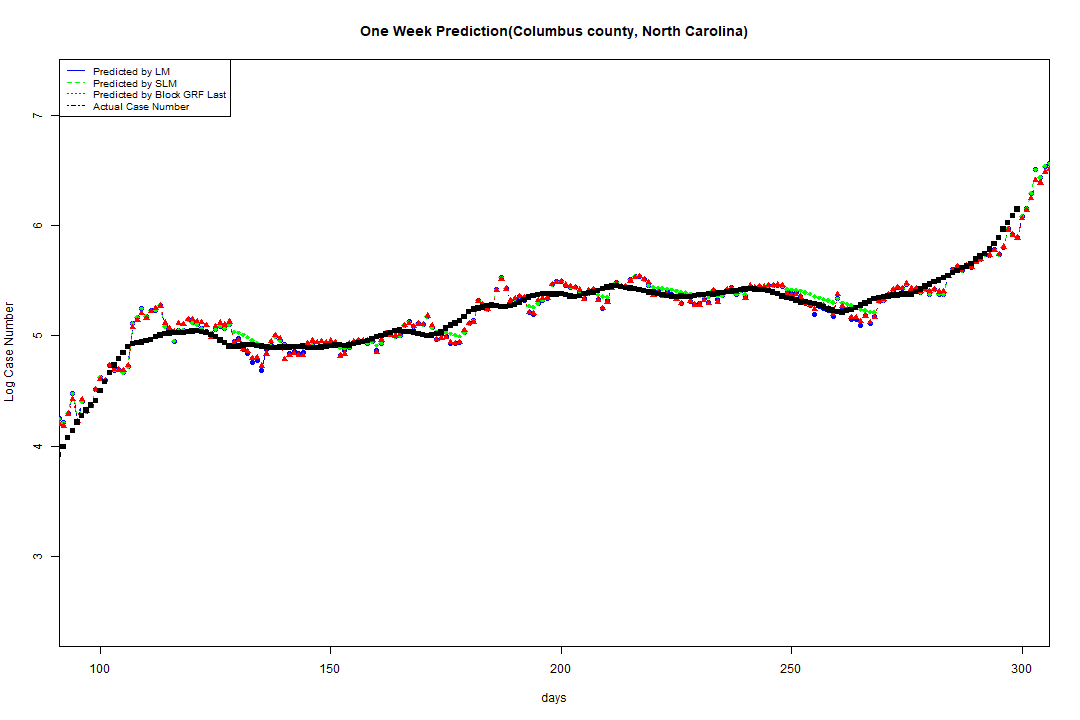 One Week Prediction(Columbus county, North Carolina)
Predicted by LM
Predicted by SLM
Predicted by Block GRF Last
Actual Case Number
7
6
5
4
3
Log Case Number
100
150
200
250
300
days